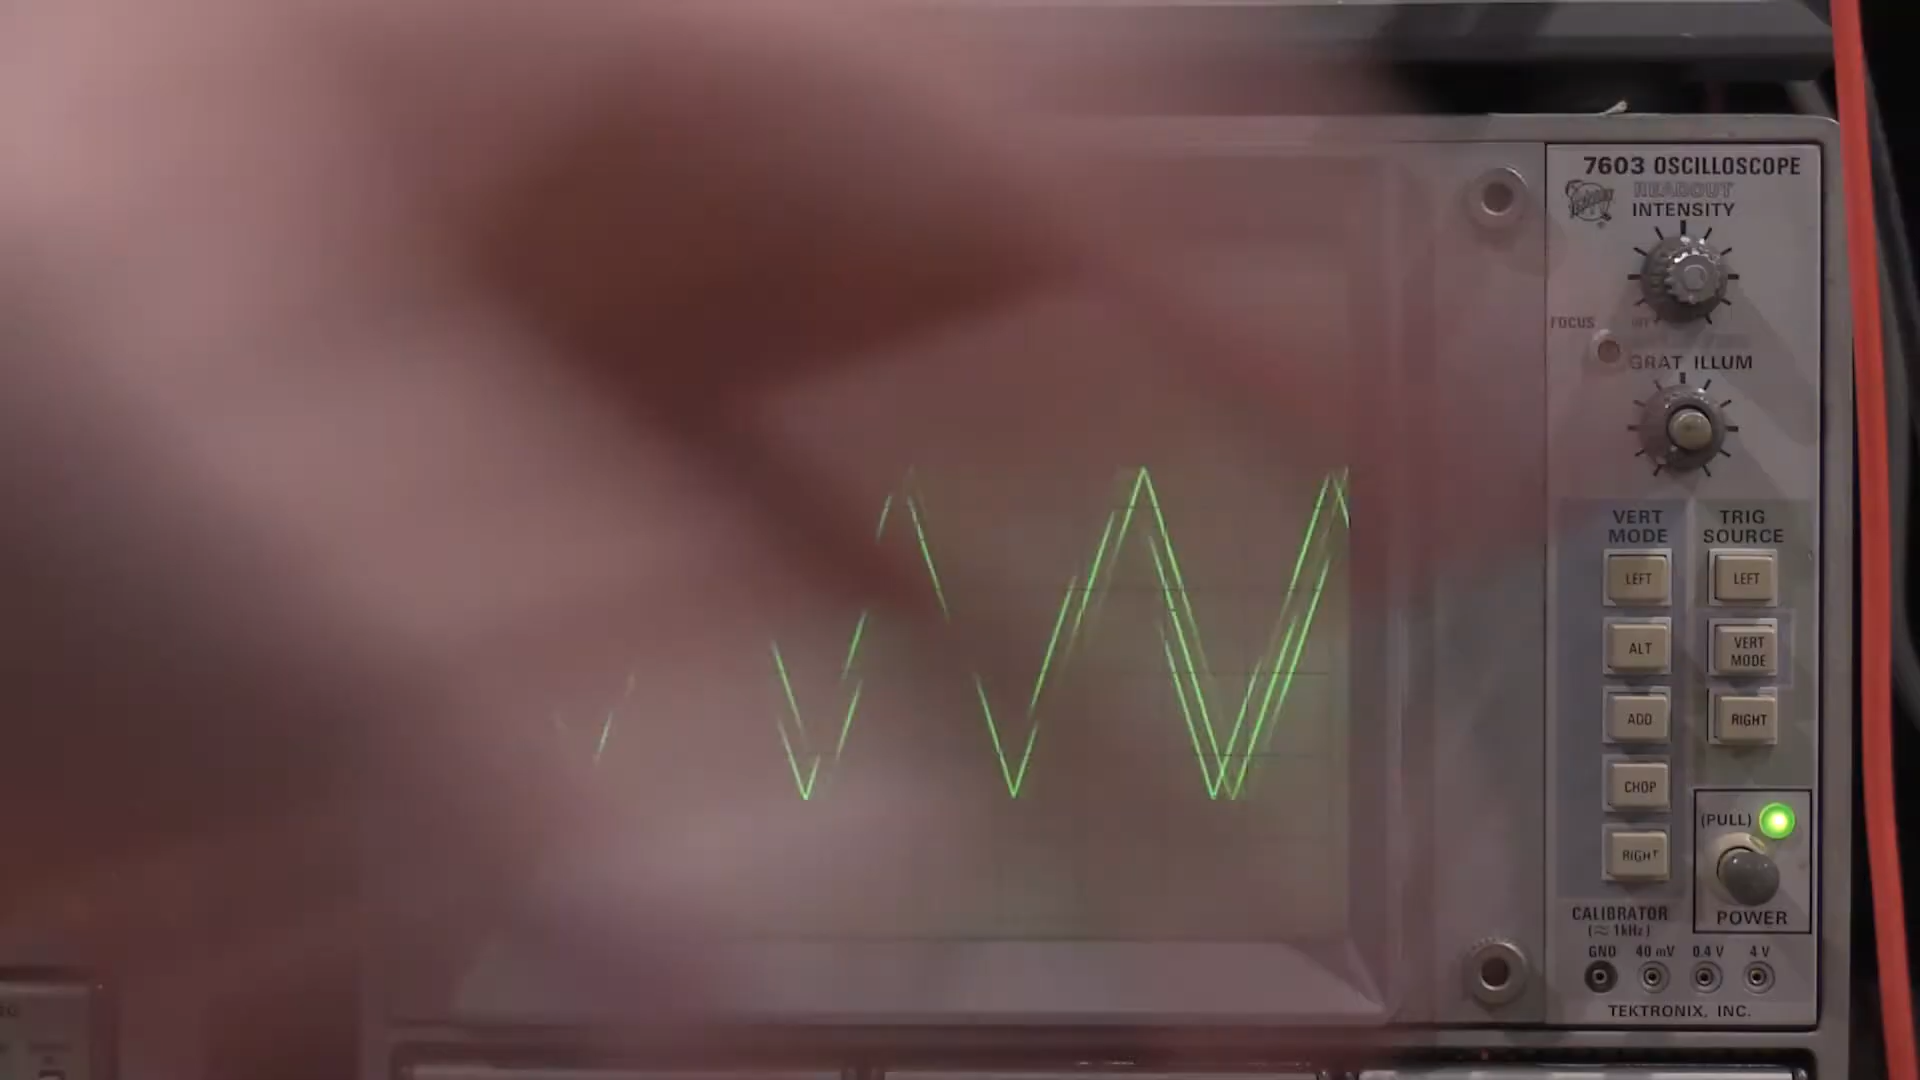 7603 OSCILLOSCOPE
READOUT
INTENSITY
FOCUS
GRAT ILLUM
VERT
MODE
TRIG
SOURCE
LEFT
LEFT
ALT
VERT
MODE
ADD
RIGHT
CHOP
(PULL)
RIGHT
POWER
CALIBRATOR
(≈ 1kHz)
GND
40 mV
0.4 V
4 V
TEKTRONIX, INC.